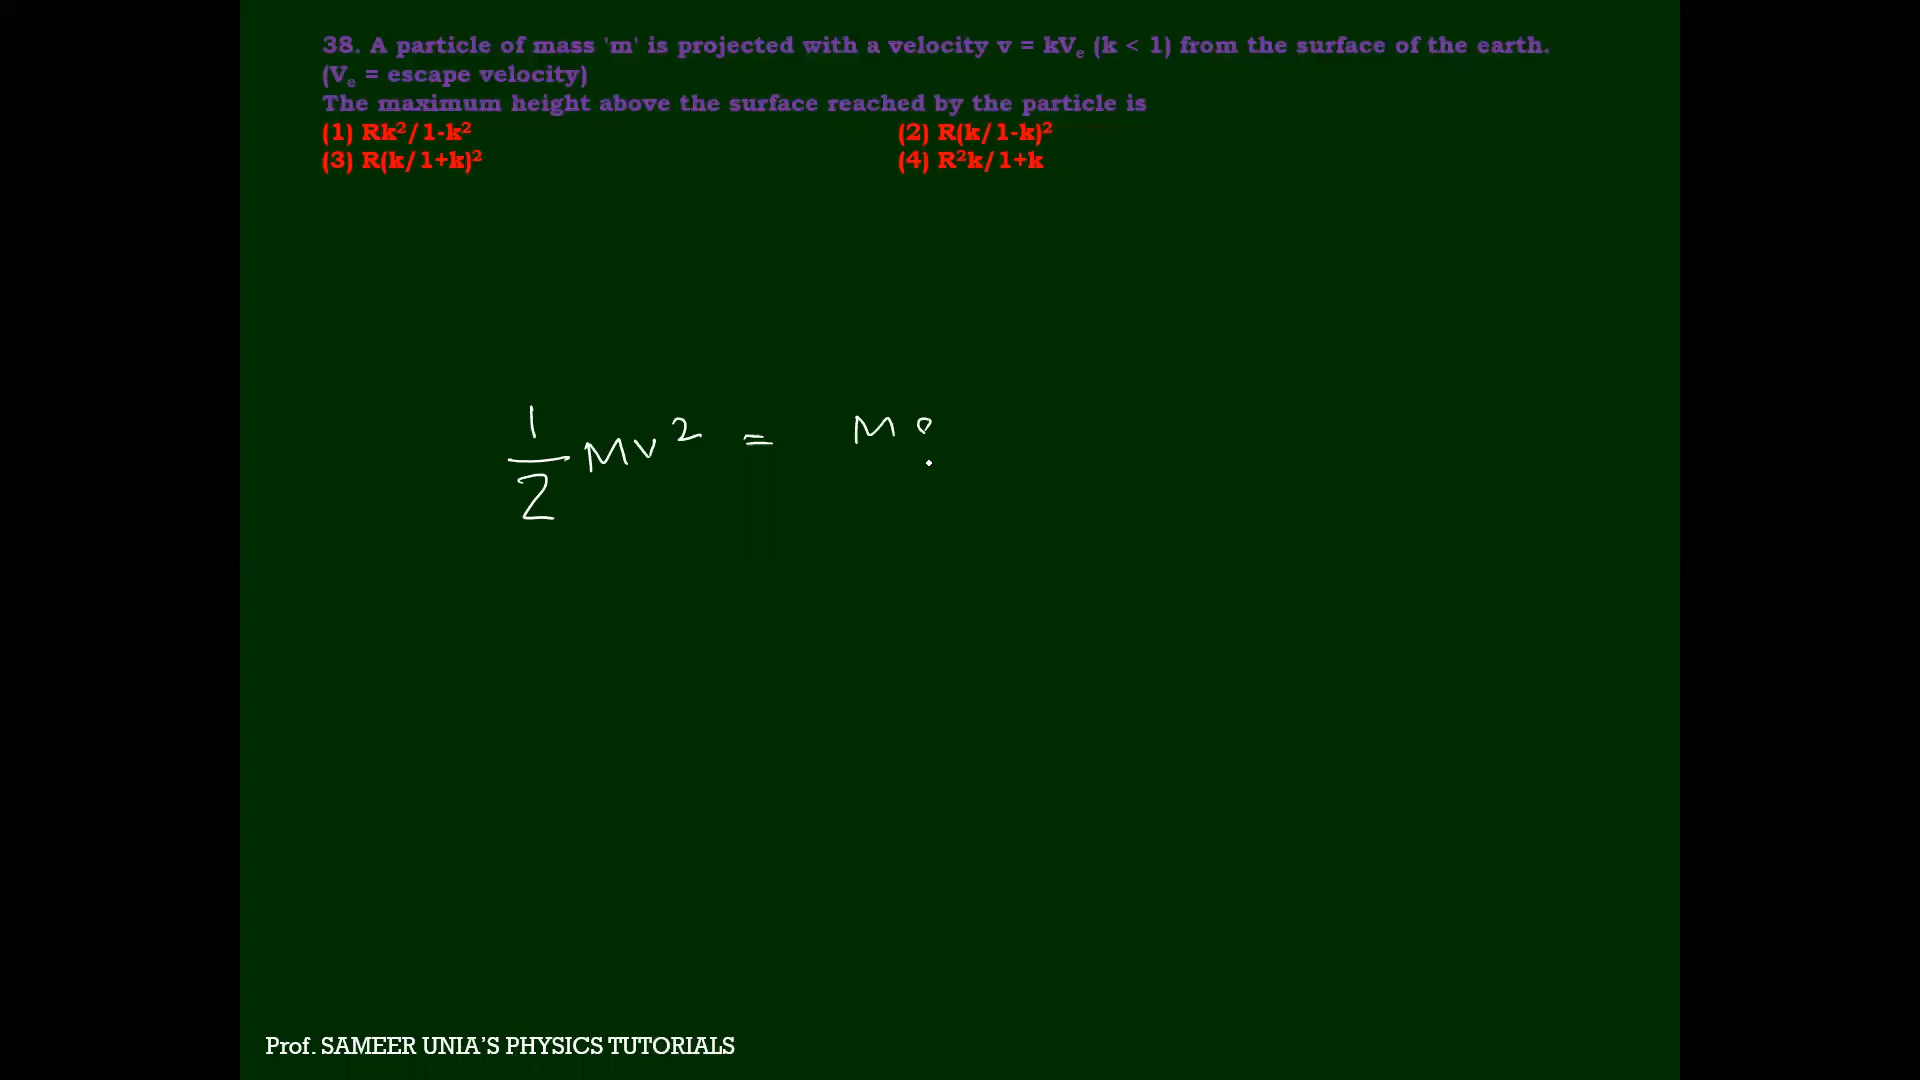 38. A particle of mass 'm' is projected with a velocity v = kVₑ (k < 1) from the surface of the earth.
(Vₑ = escape velocity)
The maximum height above the surface reached by the particle is
(1) Rk²/1-k² (2) R(k/1-k)²
(3) R(k/1+k)² (4) R²k/1+k
1/2 Mv² = M
Prof. SAMEER UNIA'S PHYSICS TUTORIALS